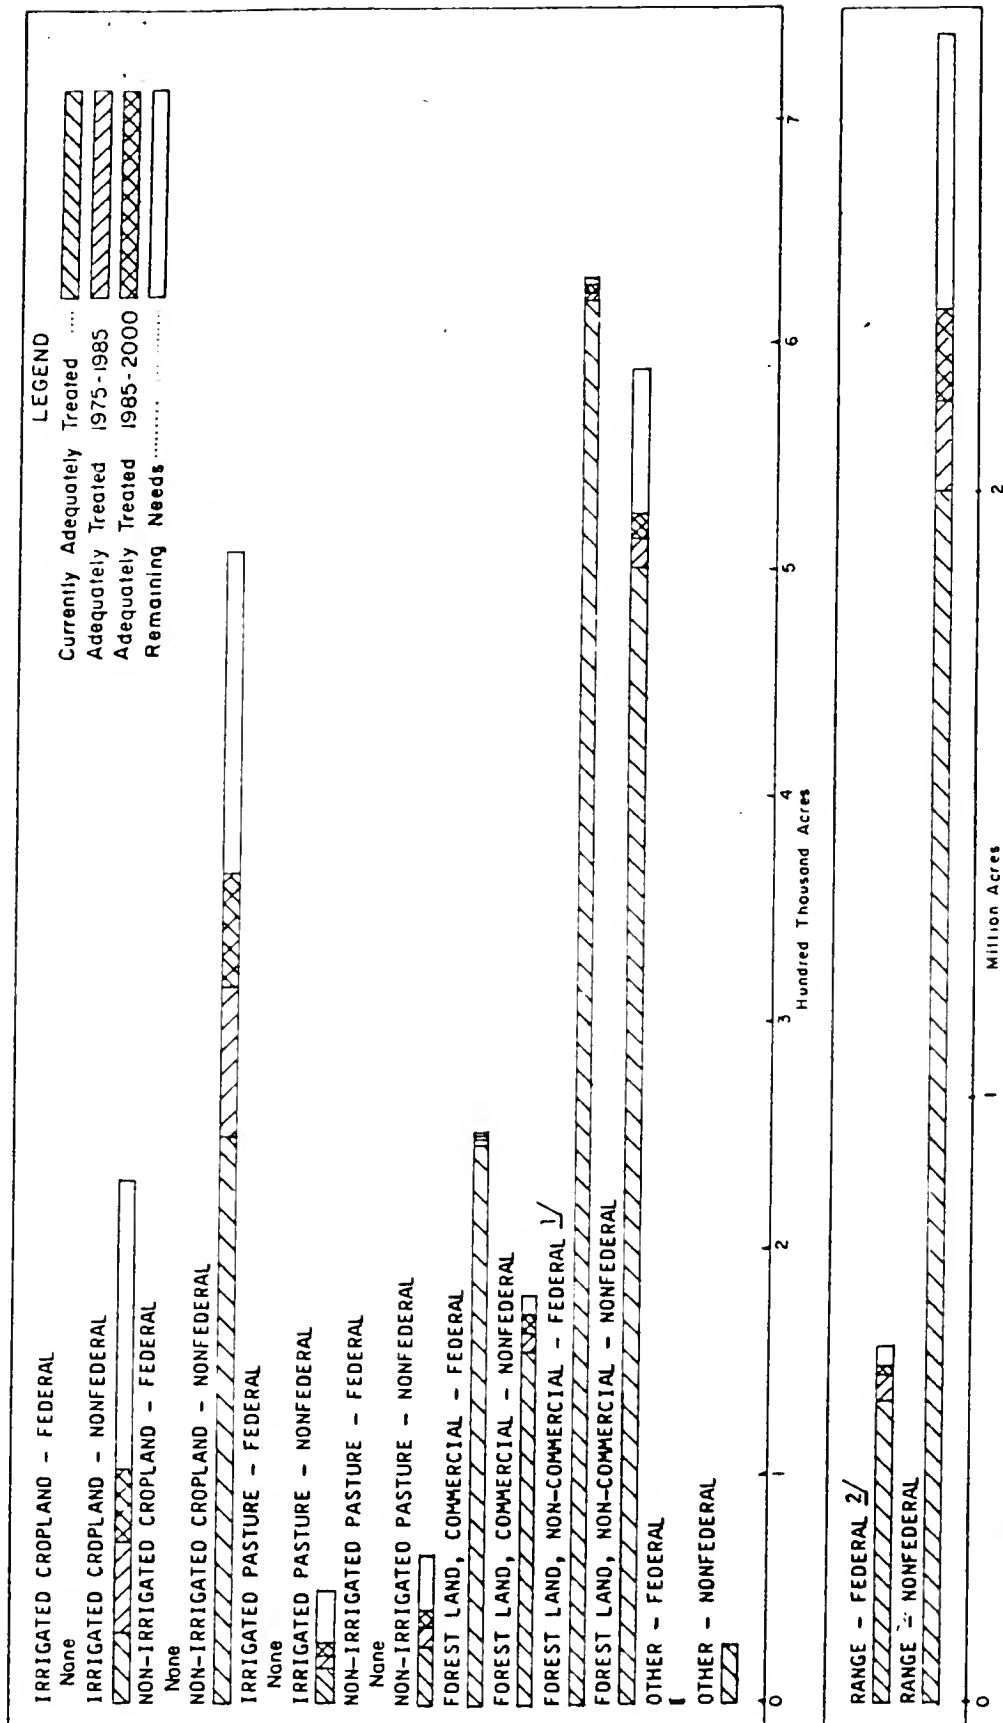 LEGEND
Currently Adequately Treated .....
Adequately Treated 1975-1985
Adequately Treated 1985-2000
Remaining Needs ................
IRRIGATED CROPLAND - FEDERAL
None
IRRIGATED CROPLAND - NONFEDERAL
NON-IRRIGATED CROPLAND - FEDERAL
None
NON-IRRIGATED CROPLAND - NONFEDERAL
IRRIGATED PASTURE - FEDERAL
None
IRRIGATED PASTURE - NONFEDERAL
NON-IRRIGATED PASTURE - FEDERAL
None
NON-IRRIGATED PASTURE - NONFEDERAL
FOREST LAND, COMMERCIAL - FEDERAL
FOREST LAND, COMMERCIAL - NONFEDERAL
FOREST LAND, NON-COMMERCIAL - FEDERAL 1/
FOREST LAND, NON-COMMERCIAL - NONFEDERAL
OTHER - FEDERAL
OTHER - NONFEDERAL
0 1 2 3 4 5 6 7
Hundred Thousand Acres
RANGE - FEDERAL 2/
RANGE - NONFEDERAL
0 1 2
Million Acres